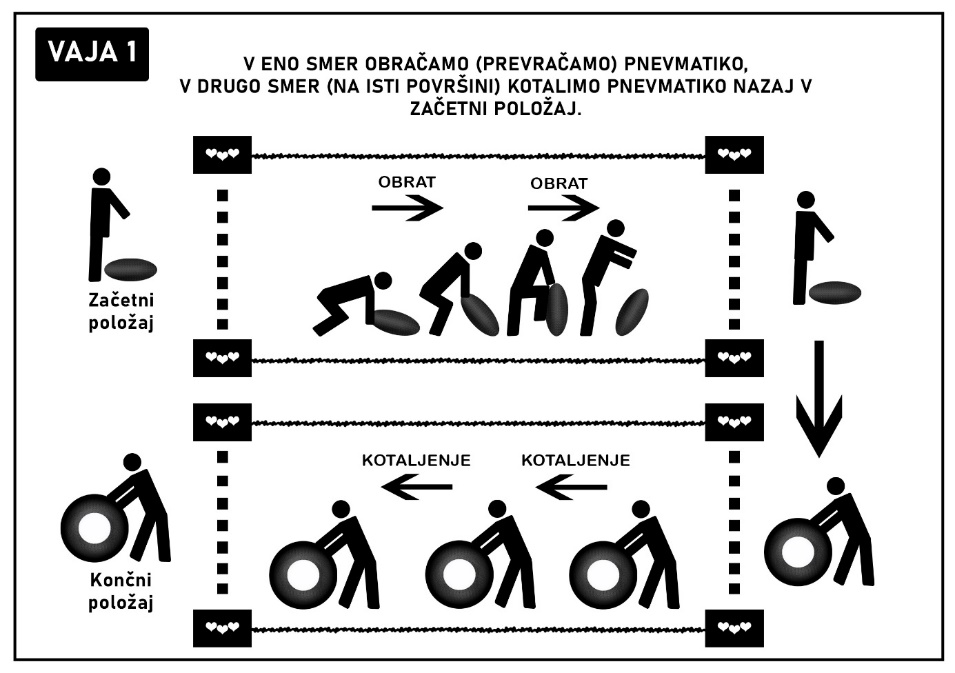 VAJA 1
V ENO SMER OBRAČAMO (PREVRAČAMO) PNEVMATIKO,
V DRUGO SMER (NA ISTI POVRŠINI) KOTALIMO PNEVMATIKO NAZAJ V
ZAČETNI POLOŽAJ.
OBRAT
OBRAT
Začetni
položaj
KOTALJENJE
KOTALJENJE
Končni
položaj